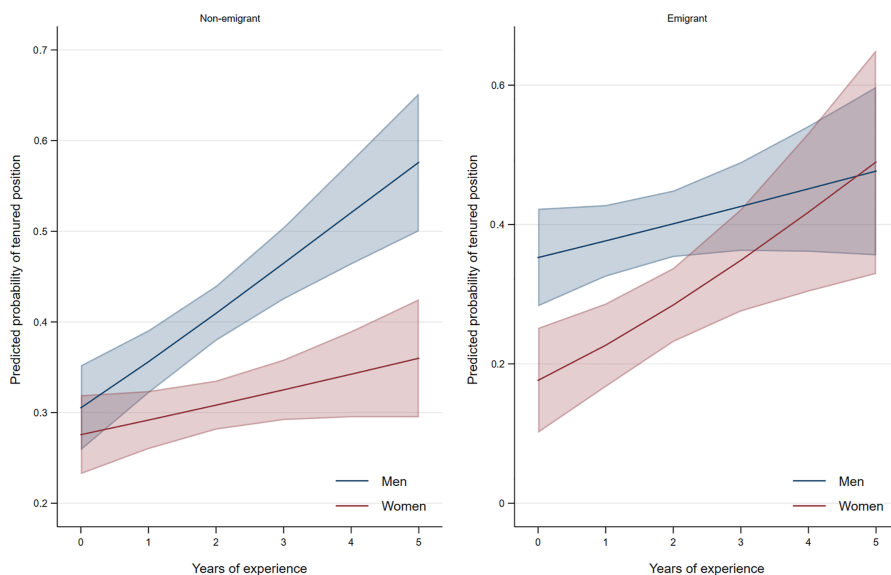 Non-emigrant
Predicted probability of tenured position
0.7
0.6
0.5
0.4
0.3
0.2
0 1 2 3 4 5
Years of experience
Men
Women
Emigrant
Predicted probability of tenured position
0.6
0.4
0.2
0
0 1 2 3 4 5
Years of experience
Men
Women